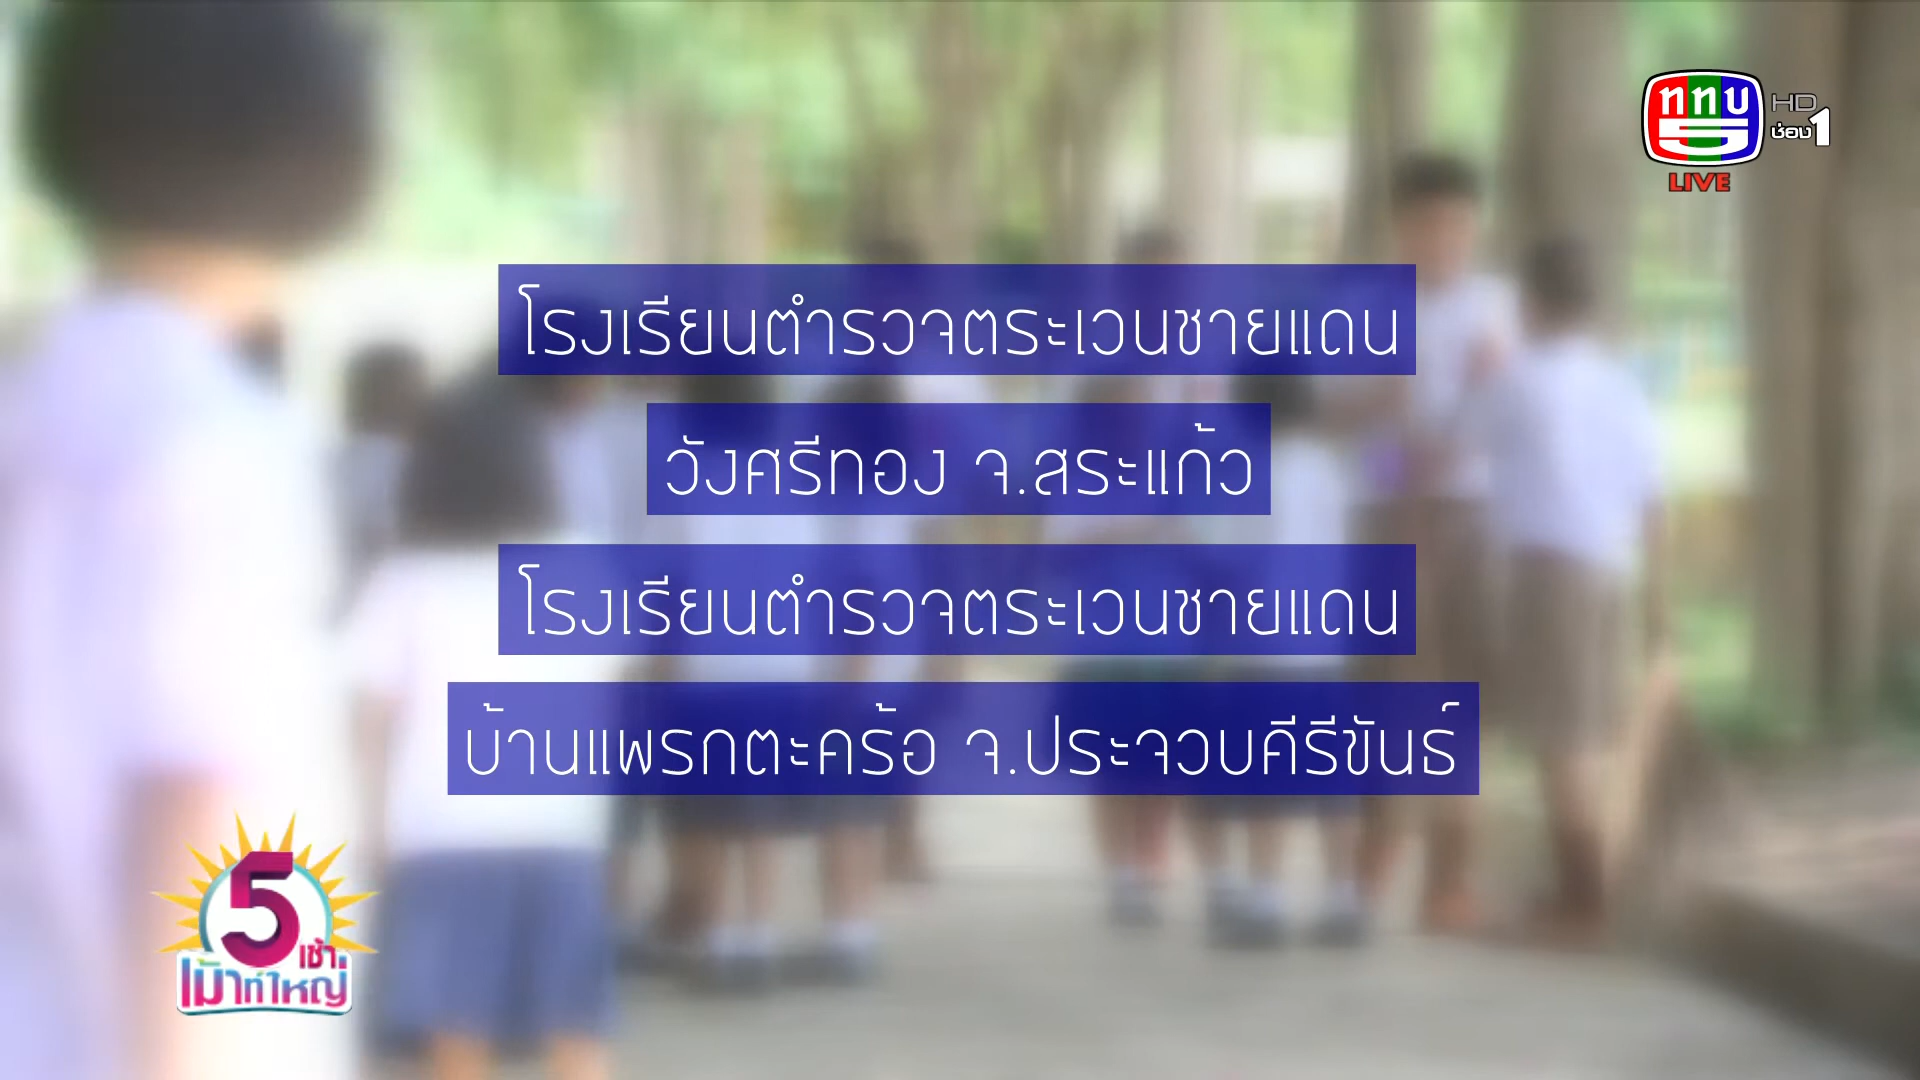 ททบ
5
HD
ช่อง1
LIVE
โรงเรียนตำรวจตระเวนชายแดน
วังศรีทอง จ.สระแก้ว
โรงเรียนตำรวจตระเวนชายแดน
บ้านแพรกตะคร้อ จ.ประจวบคีรีขันธ์
5
เช้า
เม้าท์ใหญ่